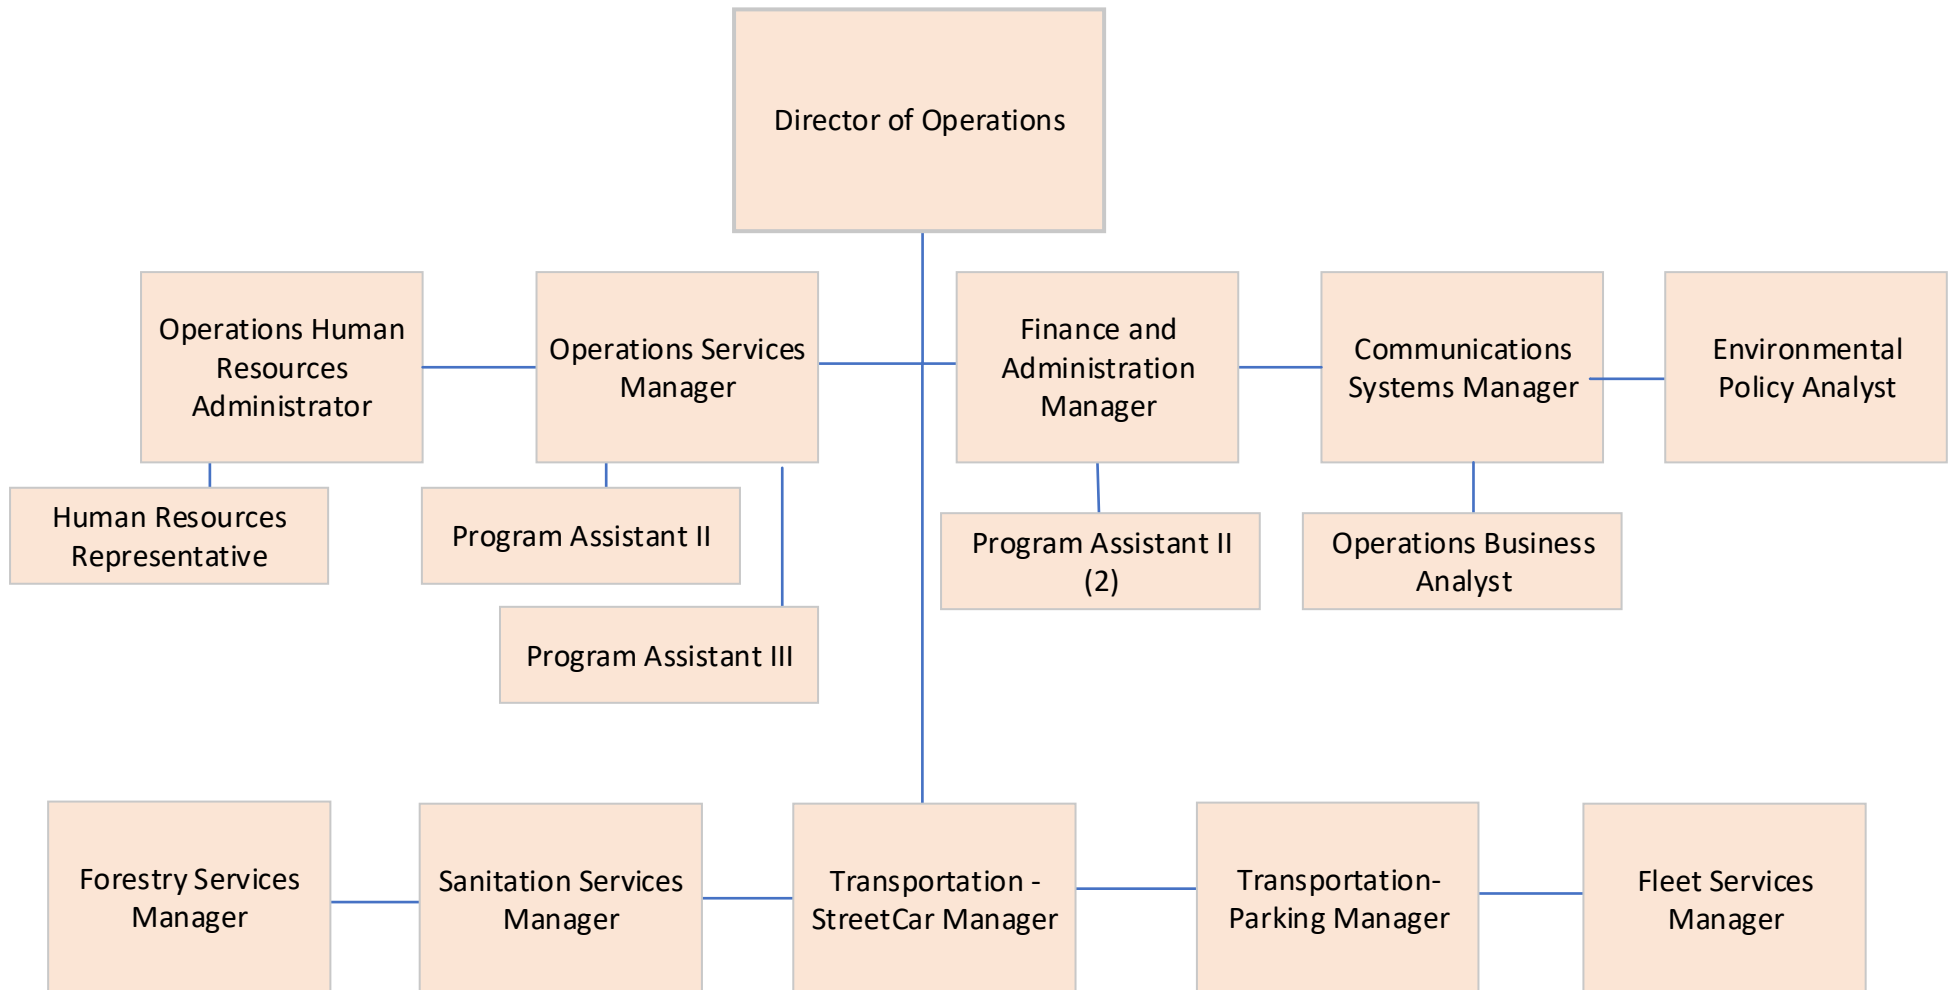 Director of Operations
Operations Human
Resources
Administrator
Operations Services
Manager
Finance and
Administration
Manager
Communications
Systems Manager
Environmental
Policy Analyst
Human Resources
Representative
Program Assistant II
Program Assistant II
(2)
Operations Business
Analyst
Program Assistant III
Forestry Services
Manager
Sanitation Services
Manager
Transportation -
StreetCar Manager
Transportation-
Parking Manager
Fleet Services
Manager